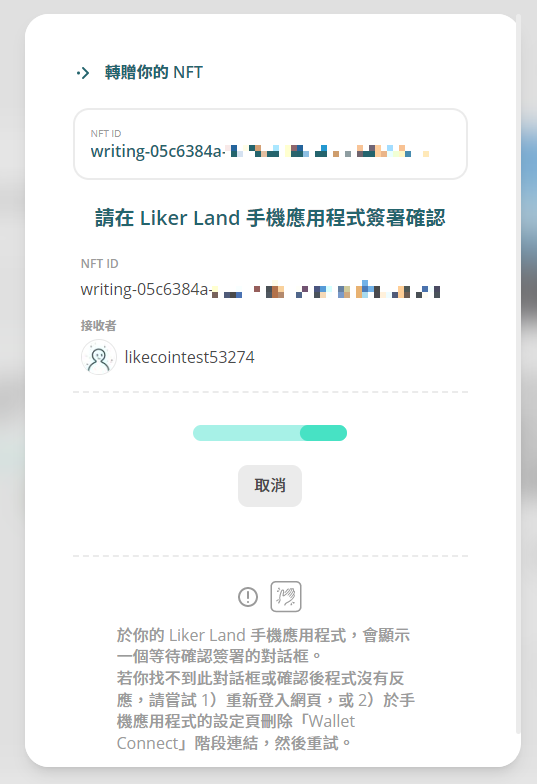 轉贈你的 NFT
NFT ID
writing-05c6384a-
請在 Liker Land 手機應用程式簽署確認
NFT ID
writing-05c6384a-
接收者
likecointest53274
取消
於你的 Liker Land 手機應用程式，會顯示
一個等待確認簽署的對話框。
若你找不到此對話框或確認後程式沒有反
應，請嘗試 1）重新登入網頁，或 2）於手
機應用程式的設定頁刪除「Wallet
Connect」階段連結，然後重試。